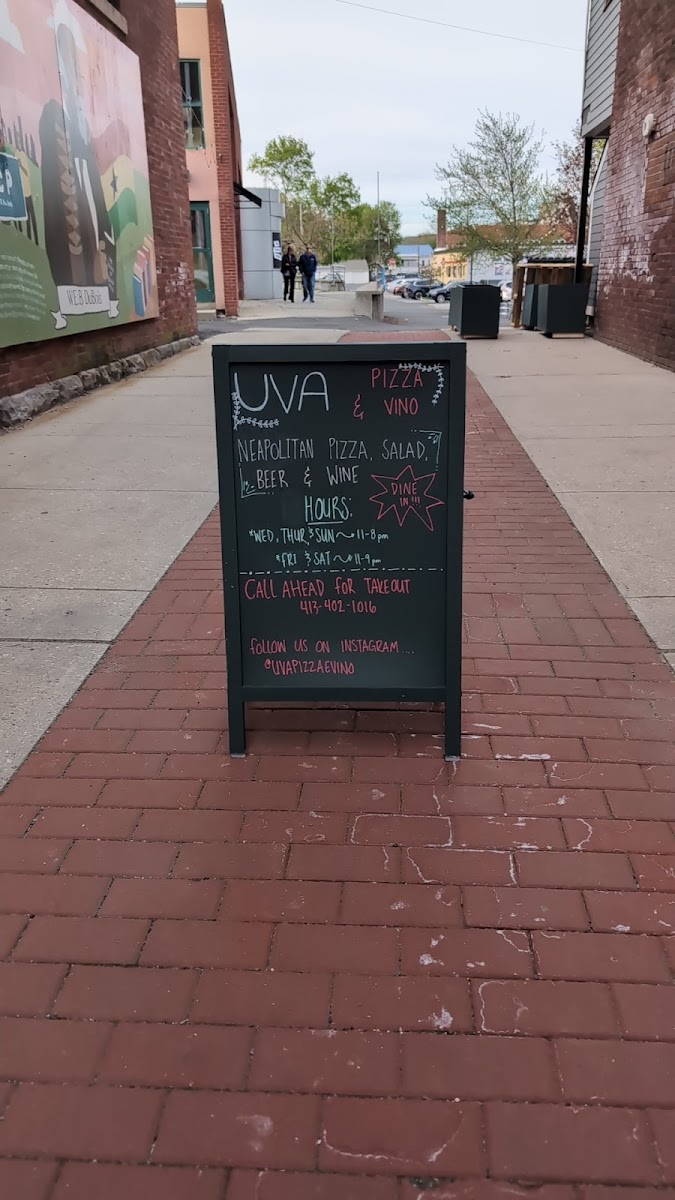 UVA PIZZA
& VINO
NEAPOLITAN PIZZA, SALAD,
BEER & WINE
DINE
IN!!!
HOURS:
*WED, THUR, & SUN ~ 11-8pm
*FRI & SAT ~ 11-9pm
CALL AHEAD FOR TAKEOUT
413-402-1016
FOLLOW US ON INSTAGRAM....
@UVAPIZZAEVINO
W.E.B. DuBois